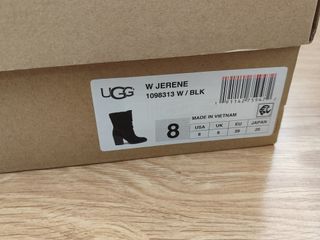 UGG
W JERENE
1098313 W / BLK
MADE IN VIETNAM
8
USA UK EU JAPAN
8 6 39 25